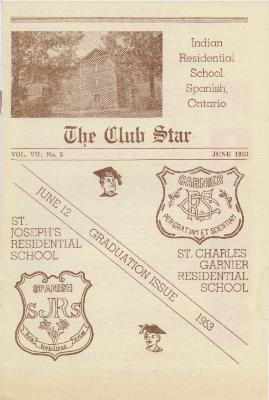 Indian
Residential
School
Spanish,
Ontario
The Club Star
VOL. VII; No. 2
JUNE 1953
JUNE 12 GRADUATION ISSUE 1953
GARNIER
PER GRATIAM ET SCIENTIAM
ST.
JOSEPH'S
RESIDENTIAL
SCHOOL
ST. CHARLES
GARNIER
RESIDENTIAL
SCHOOL
SPANISH
SJRS